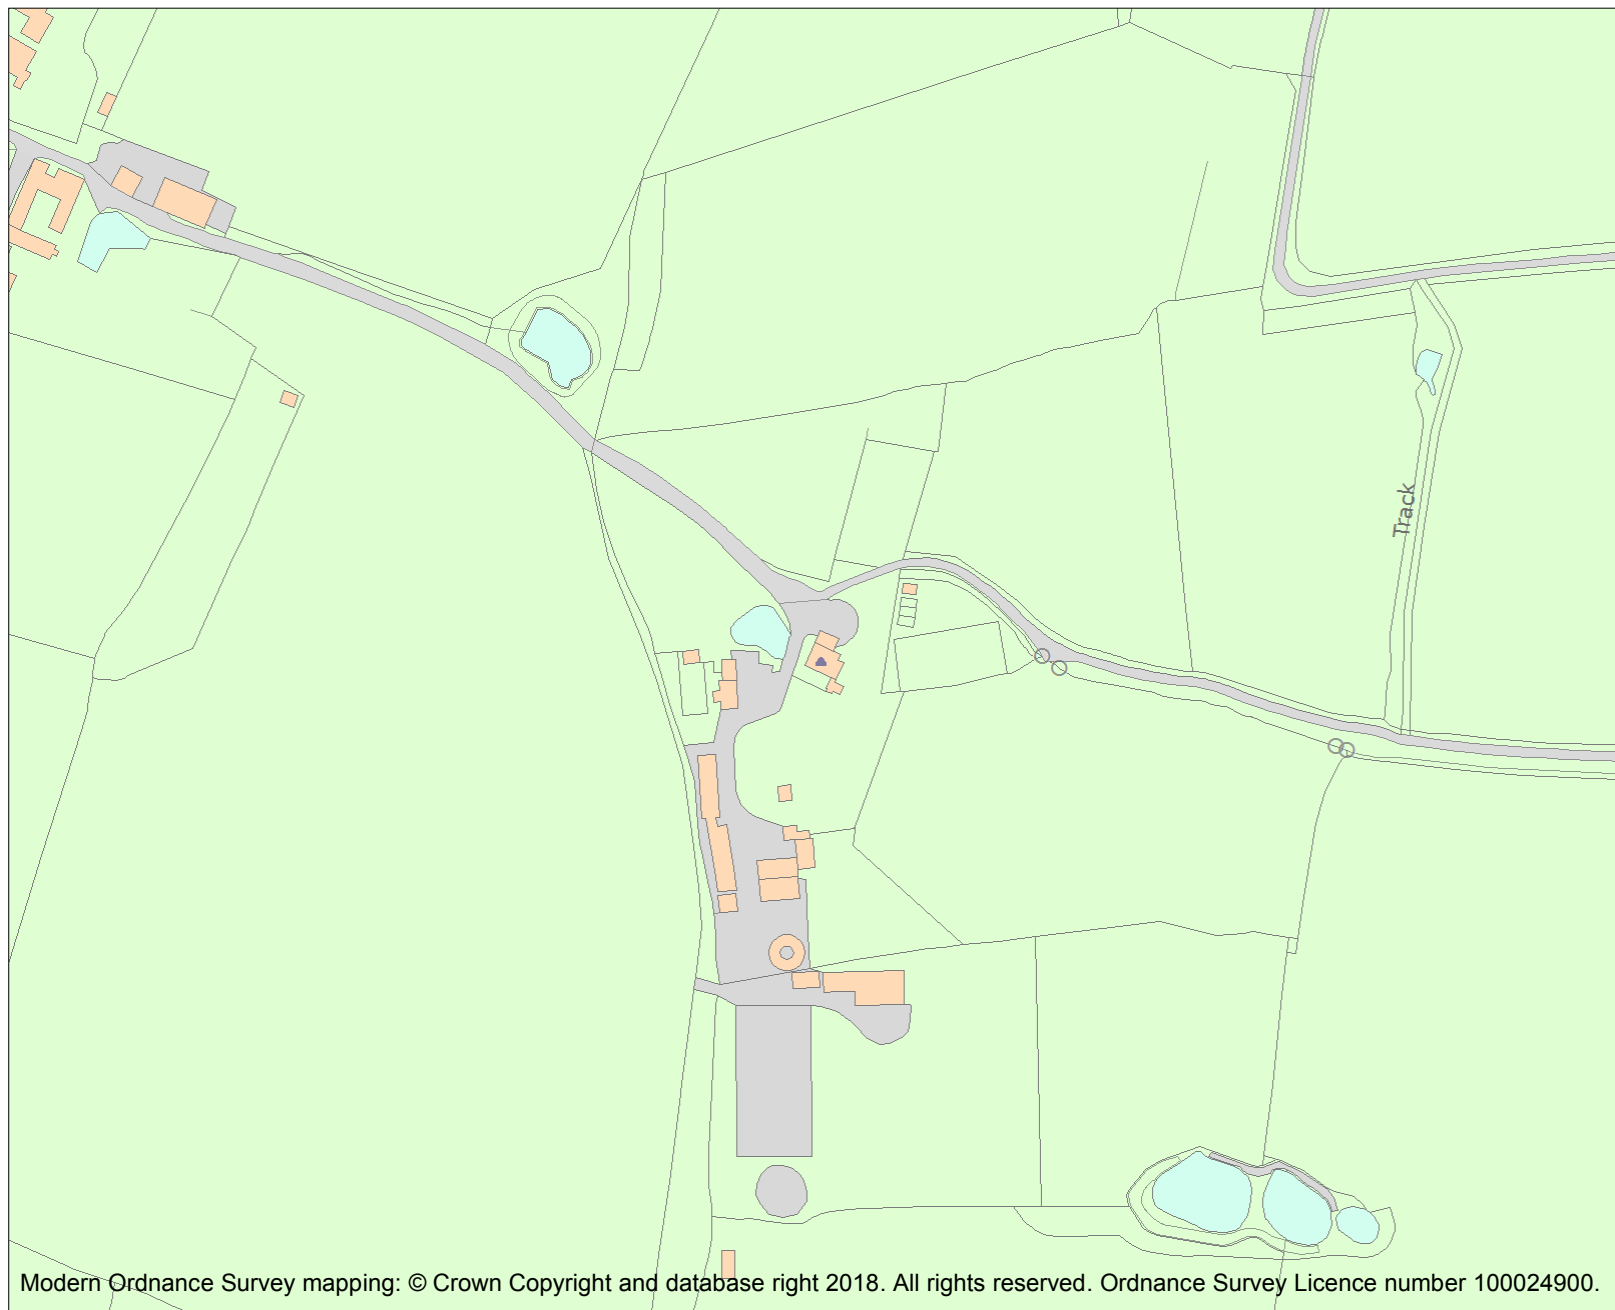 Track
Modern Ordnance Survey mapping: © Crown Copyright and database right 2018. All rights reserved. Ordnance Survey Licence number 100024900.